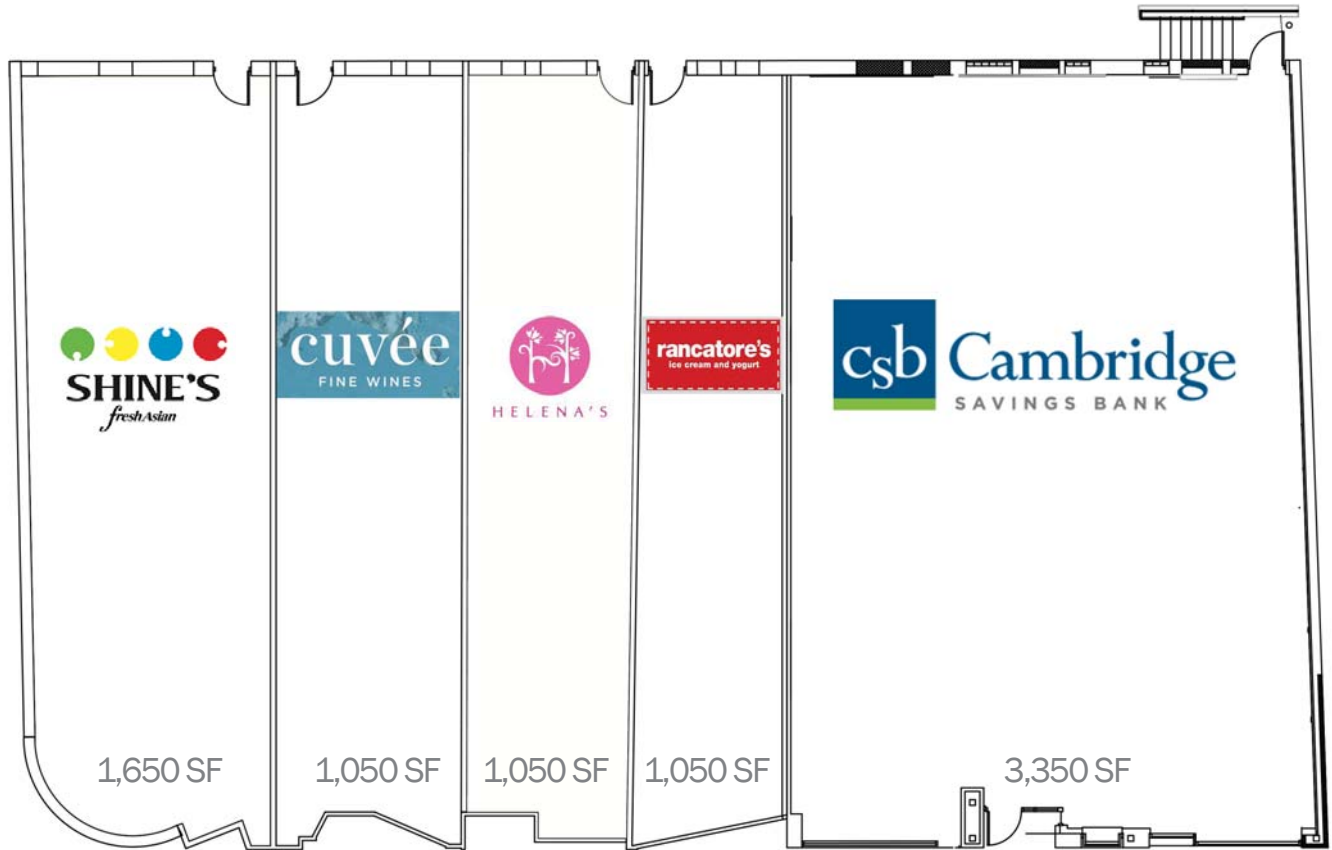 SHINE'S
fresh Asian
cuvée
FINE WINES
HELENA'S
rancatore's
ice cream and yogurt
csb Cambridge
SAVINGS BANK
1,650 SF
1,050 SF
1,050 SF
1,050 SF
3,350 SF